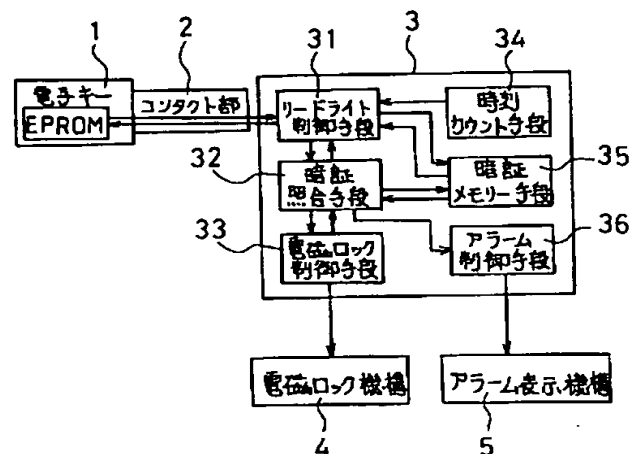 1
2
31
3
34
電子キー
EPROM
コンタクト部
リードライト
制御手段
時刻
カウント手段
32
暗証
照合手段
暗証
メモリー手段
35
33
電磁ロック
制御手段
アラーム
制御手段
36
電磁ロック機構
アラーム表示機構
4
5